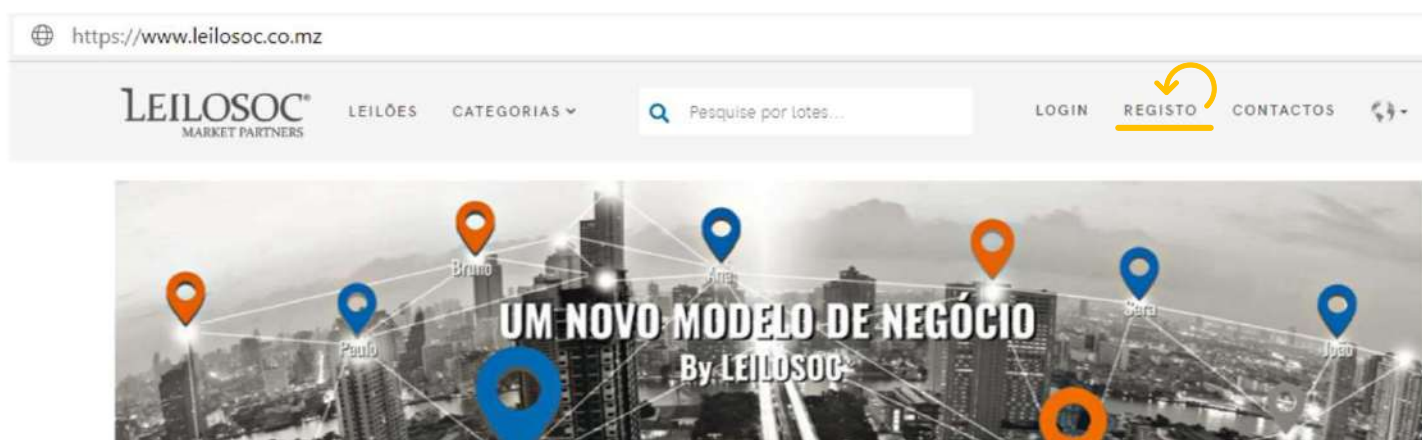 https://www.leilosoc.co.mz
LEILOSOC®
MARKET PARTNERS
LEILÕES CATEGORIAS
Pesquise por lotes...
LOGIN REGISTO CONTACTOS
Bruno
Ana
Sara
Paulo
João
UM NOVO MODELO DE NEGÓCIO
By LEILOSOC